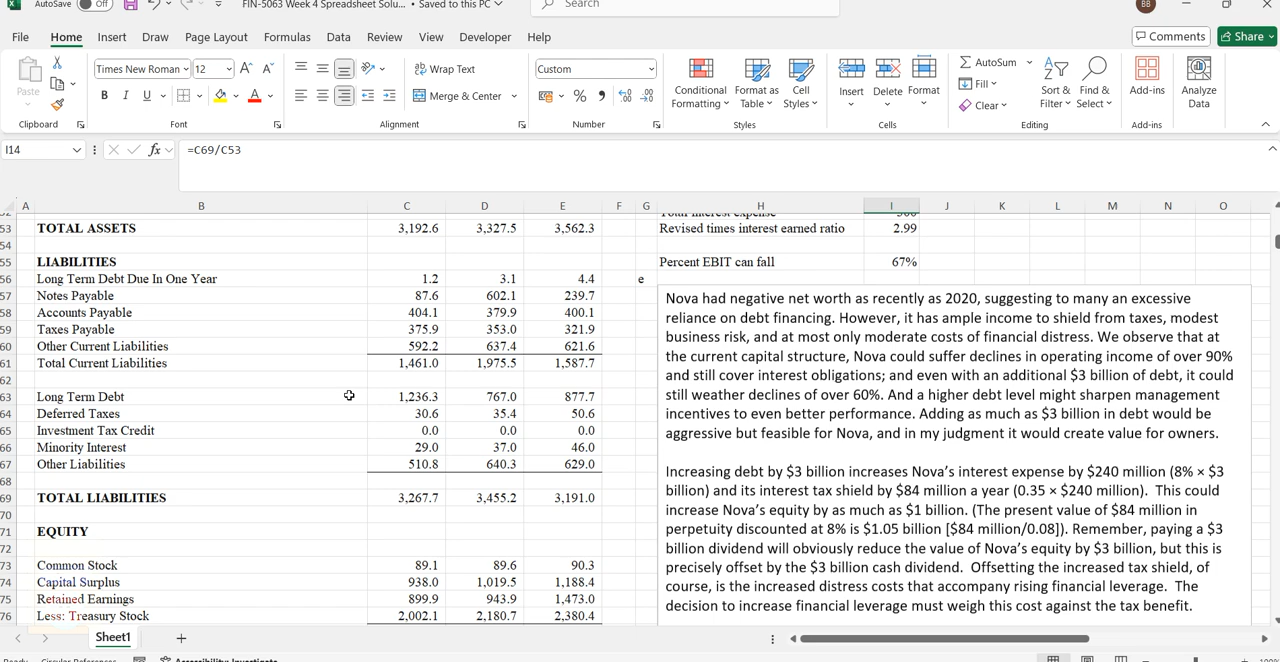 AutoSave Off FIN-5063 Week 4 Spreadsheet Solu... • Saved to this PC Search BB
File Home Insert Draw Page Layout Formulas Data Review View Developer Help Comments Share
Paste Times New Roman 12 A A Wrap Text Custom Conditional Formatting Format as Table Cell Styles Insert Delete Format AutoSum Fill Clear Sort & Filter Find & Select Add-ins Analyze Data
B I U A Merge & Center % ,
Clipboard Font Alignment Number Styles Cells Editing Add-in
I14 fx =C69/C53
A B C D E F G H I J K L M N O
53 TOTAL ASSETS 3,192.6 3,327.5 3,562.3 Revised times interest earned ratio 2.99
54
55 LIABILITIES Percent EBIT can fall 67%
56 Long Term Debt Due In One Year 1.2 3.1 4.4 e
57 Notes Payable 87.6 602.1 239.7
58 Accounts Payable 404.1 379.9 400.1
59 Taxes Payable 375.9 353.0 321.9
60 Other Current Liabilities 592.2 637.4 621.6
61 Total Current Liabilities 1,461.0 1,975.5 1,587.7
62
63 Long Term Debt 1,236.3 767.0 877.7
64 Deferred Taxes 30.6 35.4 50.6
65 Investment Tax Credit 0.0 0.0 0.0
66 Minority Interest 29.0 37.0 46.0
67 Other Liabilities 510.8 640.3 629.0
68
69 TOTAL LIABILITIES 3,267.7 3,455.2 3,191.0
70
71 EQUITY
72
73 Common Stock 89.1 89.6 90.3
74 Capital Surplus 938.0 1,019.5 1,188.4
75 Retained Earnings 899.9 943.9 1,473.0
76 Less: Treasury Stock 2,002.1 2,180.7 2,380.4
Nova had negative net worth as recently as 2020, suggesting to many an excessive
reliance on debt financing. However, it has ample income to shield from taxes, modest
business risk, and at most only moderate costs of financial distress. We observe that at
the current capital structure, Nova could suffer declines in operating income of over 90%
and still cover interest obligations; and even with an additional $3 billion of debt, it could
still weather declines of over 60%. And a higher debt level might sharpen management
incentives to even better performance. Adding as much as $3 billion in debt would be
aggressive but feasible for Nova, and in my judgment it would create value for owners.
Increasing debt by $3 billion increases Nova's interest expense by $240 million (8% × $3
billion) and its interest tax shield by $84 million a year (0.35 × $240 million). This could
increase Nova's equity by as much as $1 billion. (The present value of $84 million in
perpetuity discounted at 8% is $1.05 billion [$84 million/0.08]). Remember, paying a $3
billion dividend will obviously reduce the value of Nova's equity by $3 billion, but this is
precisely offset by the $3 billion cash dividend. Offsetting the increased tax shield, of
course, is the increased distress costs that accompany rising financial leverage. The
decision to increase financial leverage must weigh this cost against the tax benefit.
Sheet1